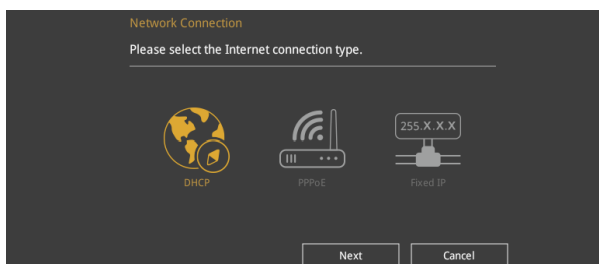 Network Connection
Please select the Internet connection type.
255.X.X.X
DHCP PPPoE Fixed IP
Next Cancel